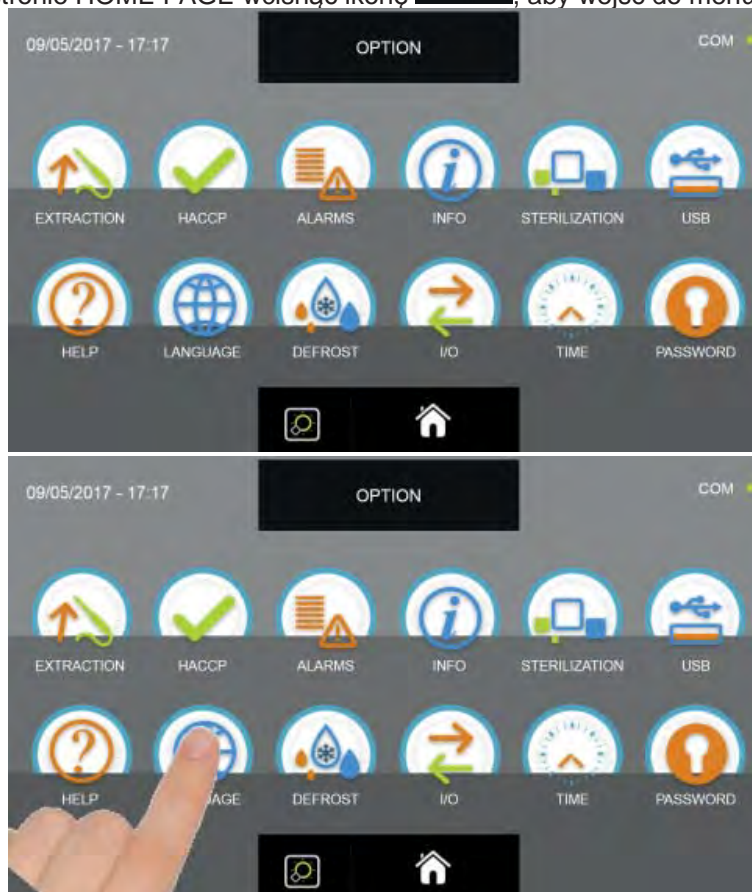 stronie HOME PAGE wcisnąć ikonę , aby wejść do menu
09/05/2017 - 17:17 OPTION COM
EXTRACTION HACCP ALARMS INFO STERILIZATION USB
HELP LANGUAGE DEFROST I/O TIME PASSWORD
09/05/2017 - 17:17 OPTION COM
EXTRACTION HACCP ALARMS INFO STERILIZATION USB
HELP AGE DEFROST I/O TIME PASSWORD